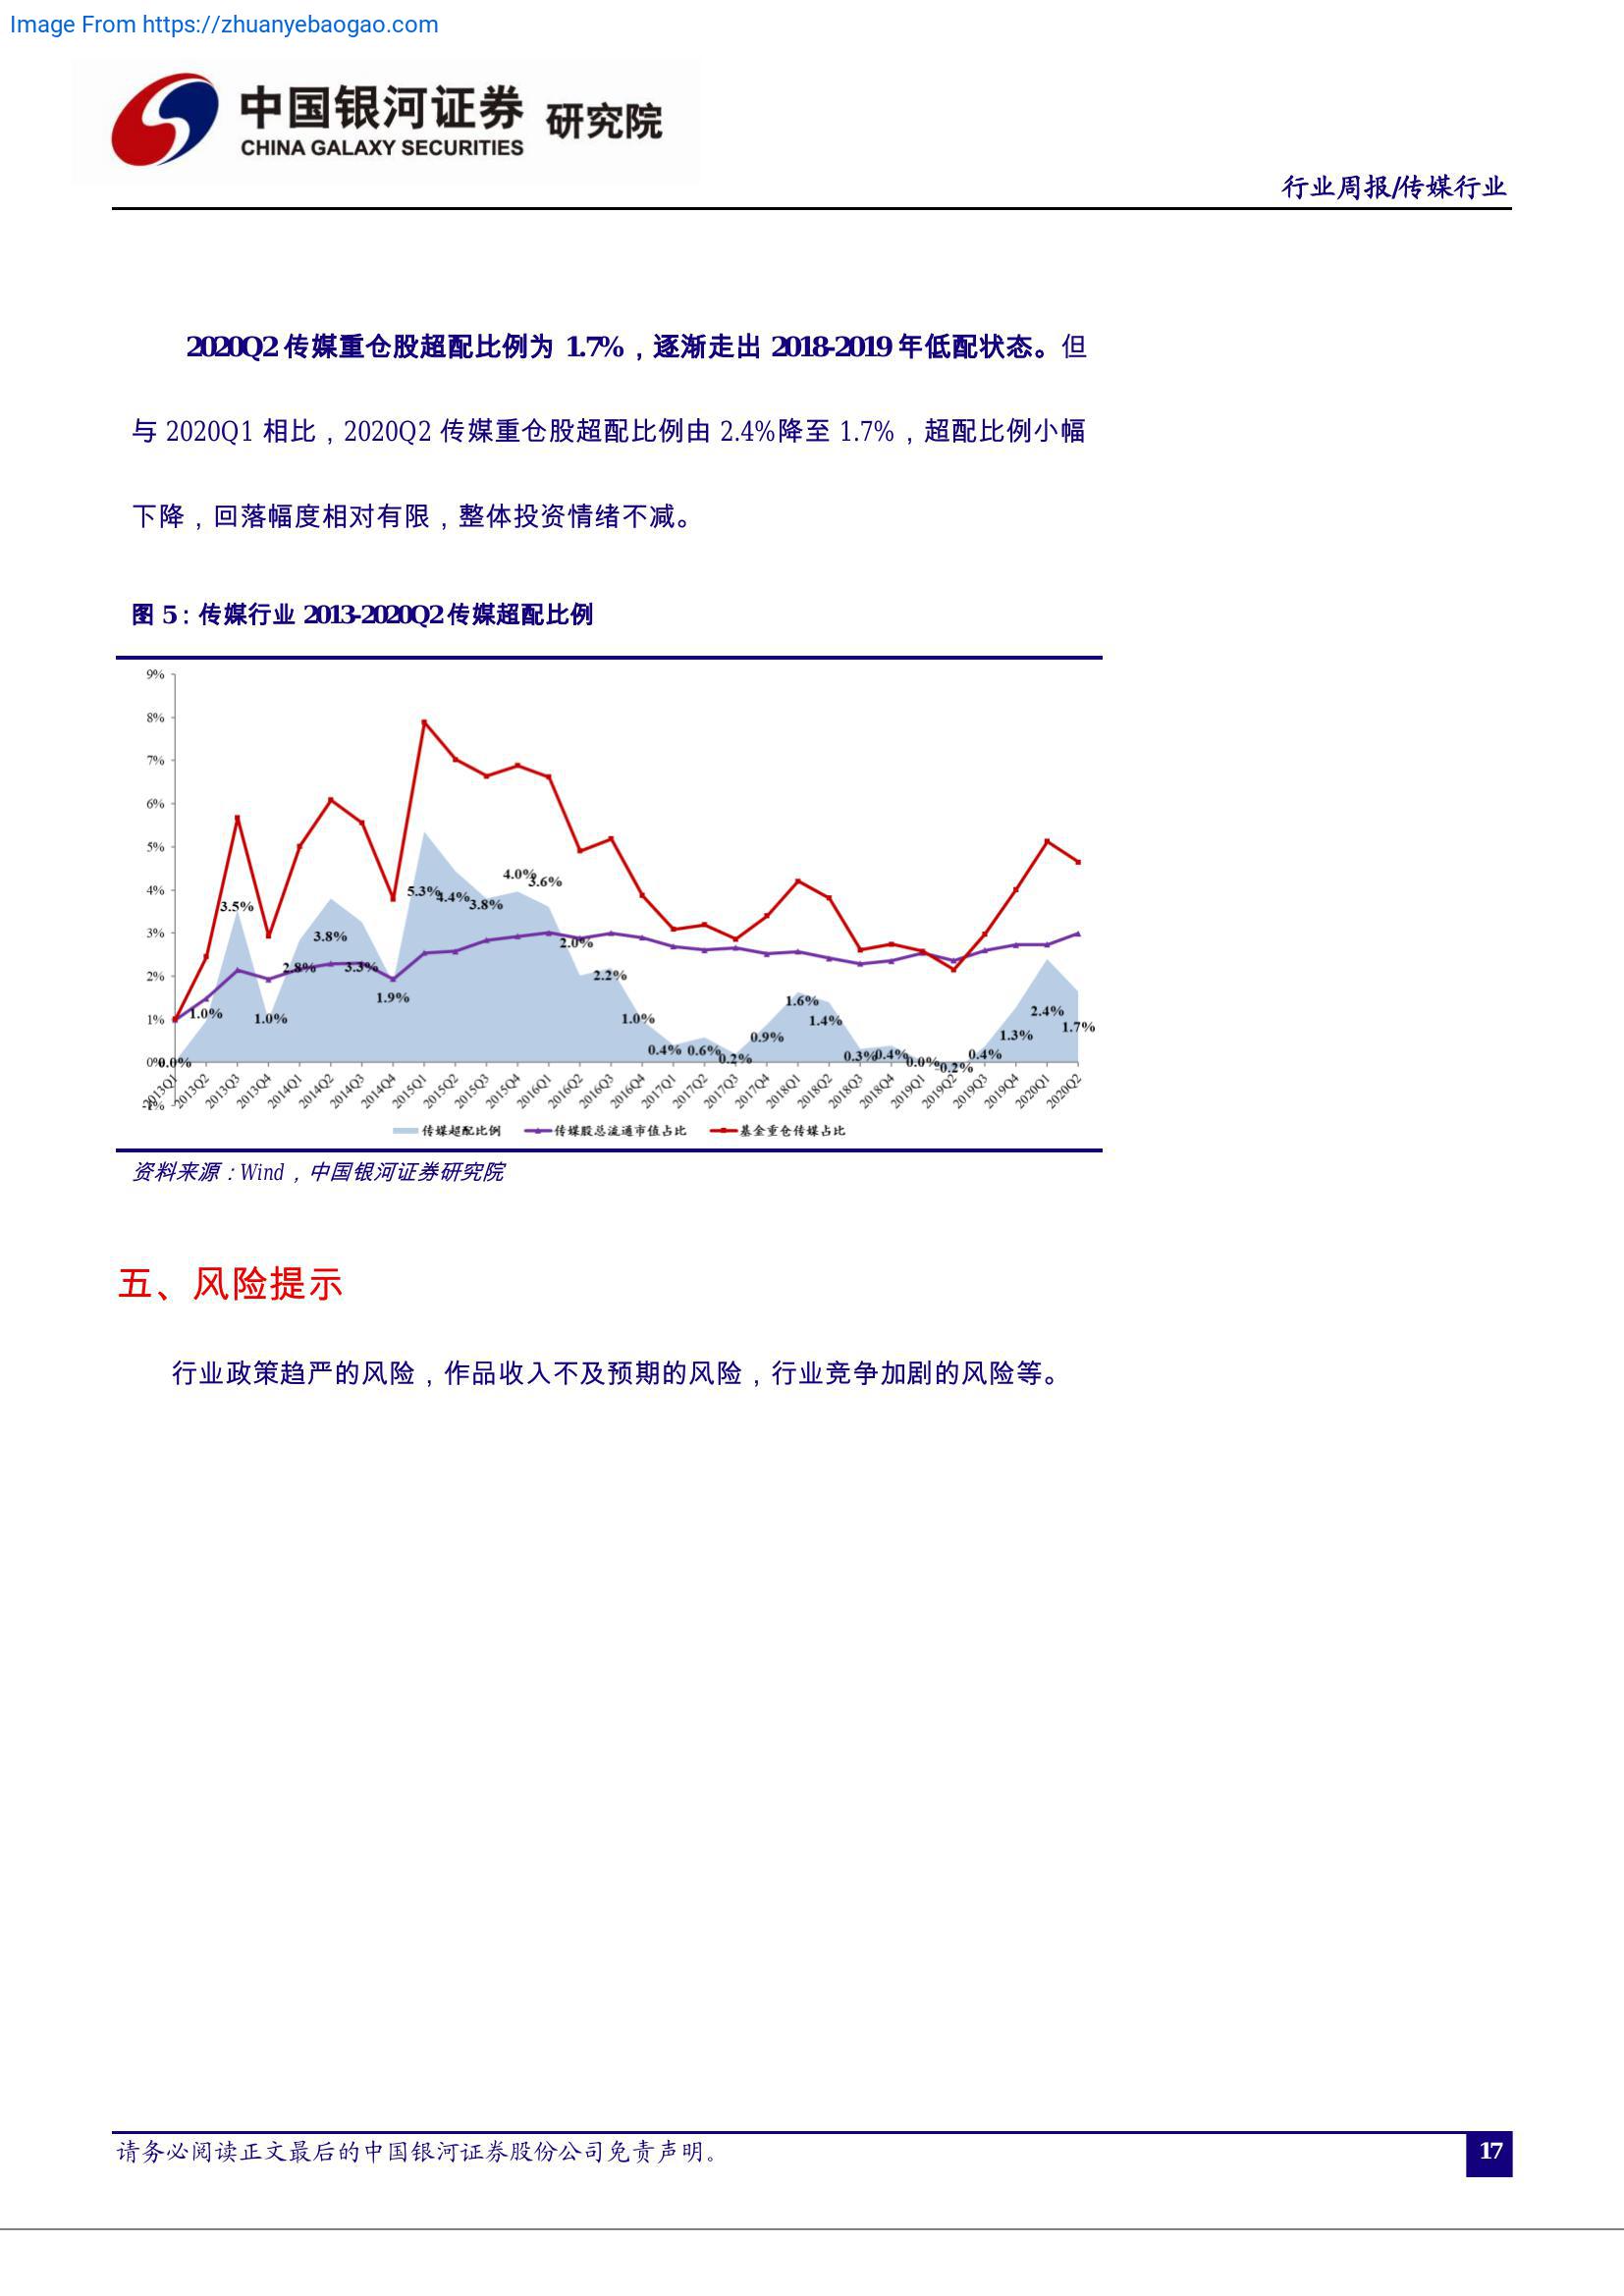 Image From https://zhuanyebaogao.com
中国银河证券 研究院
CHINA GALAXY SECURITIES
行业周报/传媒行业
2020Q2 传媒重仓股超配比例为 1.7%，逐渐走出 2018-2019 年低配状态。但
与 2020Q1 相比，2020Q2 传媒重仓股超配比例由 2.4%降至 1.7%，超配比例小幅
下降，回落幅度相对有限，整体投资情绪不减。
图 5：传媒行业 2013-2020Q2 传媒超配比例
9%
8%
7%
6%
5%
4%
3%
2%
1%
0%
-1%
0.0% 1.0% 3.5% 1.0% 2.8% 3.8% 3.3% 1.9% 5.3% 4.4% 3.8% 4.0% 3.6% 2.0% 2.2% 1.0% 0.4% 0.6% 0.2% 0.9% 1.6% 1.4% 0.3% 0.4% 0.0% -0.2% 0.4% 1.3% 2.4% 1.7%
2013Q1 2013Q2 2013Q3 2013Q4 2014Q1 2014Q2 2014Q3 2014Q4 2015Q1 2015Q2 2015Q3 2015Q4 2016Q1 2016Q2 2016Q3 2016Q4 2017Q1 2017Q2 2017Q3 2017Q4 2018Q1 2018Q2 2018Q3 2018Q4 2019Q1 2019Q2 2019Q3 2019Q4 2020Q1 2020Q2
传媒超配比例 传媒股总流通市值占比 基金重仓传媒占比
资料来源：Wind，中国银河证券研究院
五、风险提示
行业政策趋严的风险，作品收入不及预期的风险，行业竞争加剧的风险等。
请务必阅读正文最后的中国银河证券股份公司免责声明。
17